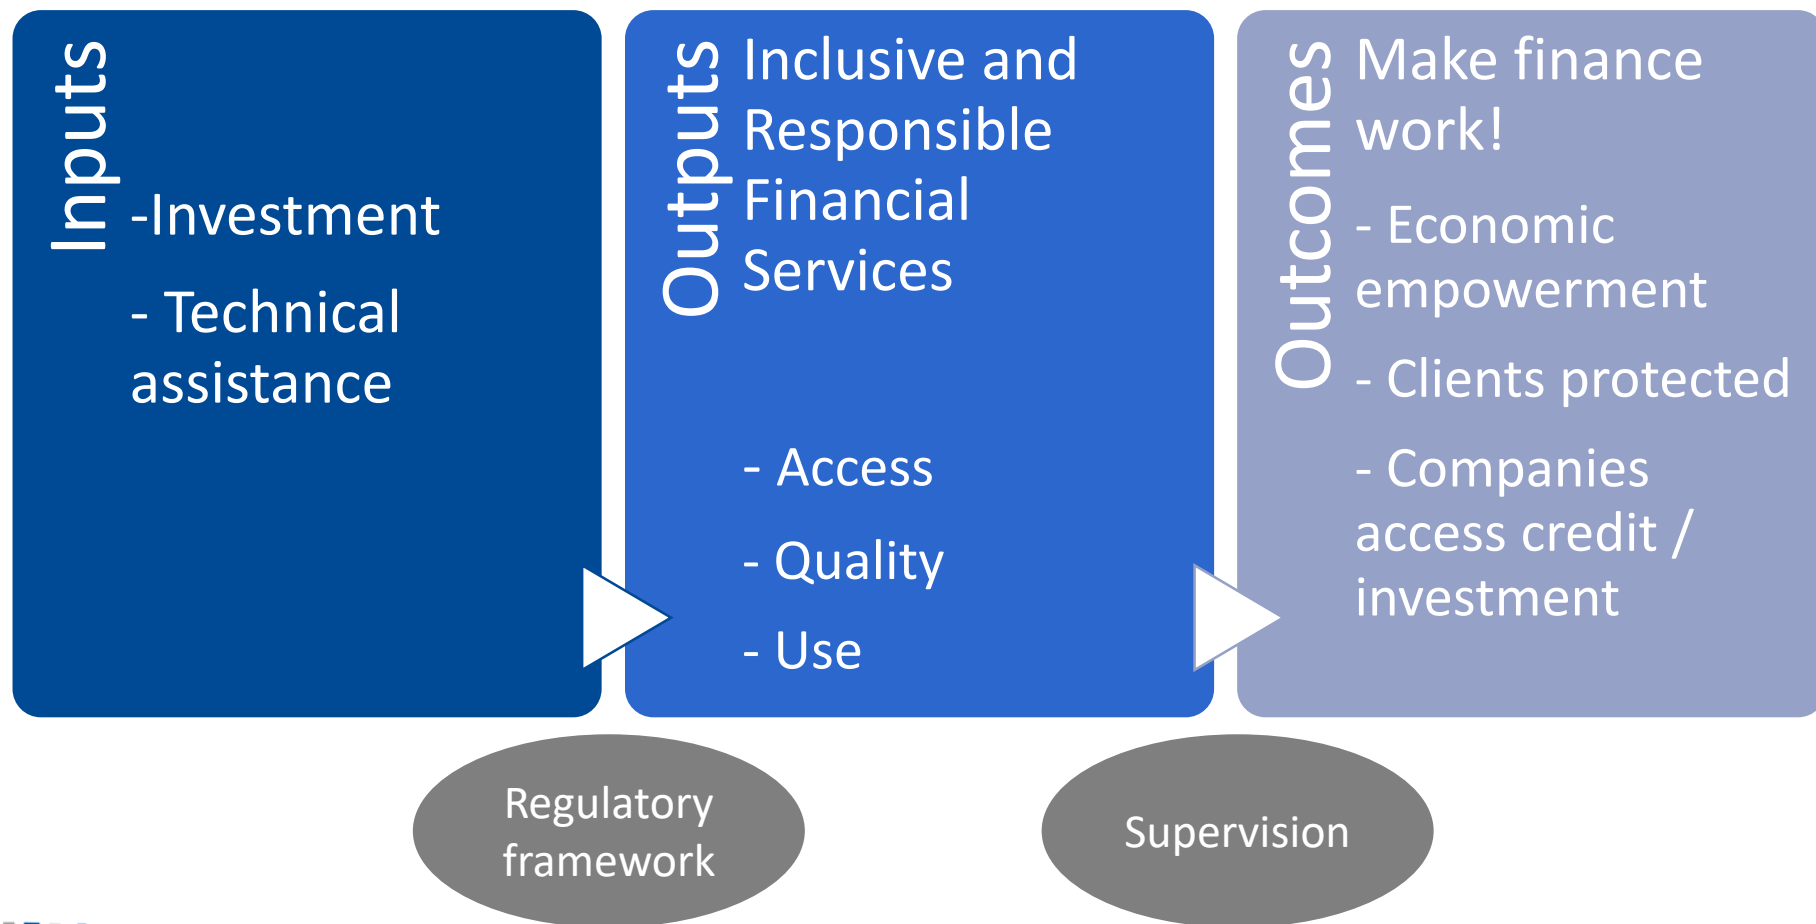 Inputs
-Investment
- Technical
assistance
Outputs
Inclusive and
Responsible
Financial
Services
- Access
- Quality
- Use
Outcomes
Make finance
work!
- Economic
empowerment
- Clients protected
- Companies
access credit /
investment
Regulatory
framework
Supervision